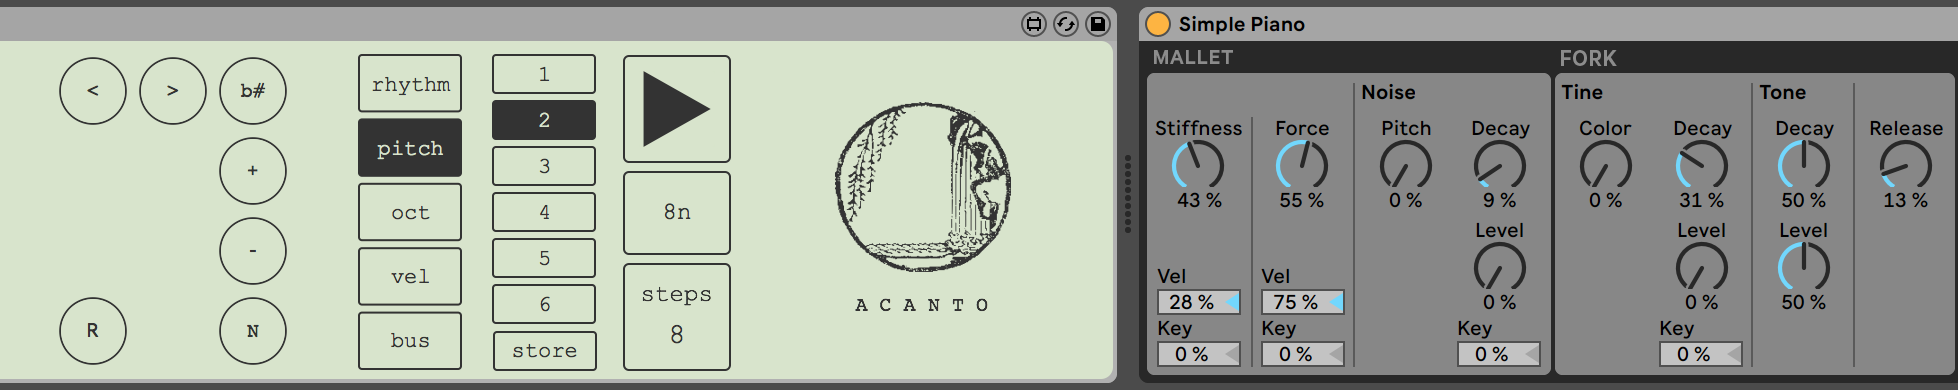 < > b#
+
-
R N
rhythm
pitch
oct
vel
bus
1
2
3
4
5
6
store
8n
steps
8
ACANTO
Simple Piano
MALLET
Stiffness
43 %
Vel
28 %
Key
0 %
Force
55 %
Vel
75 %
Key
0 %
Noise
Pitch
0 %
Decay
9 %
Level
0 %
Key
0 %
FORK
Tine
Color
0 %
Decay
31 %
Level
0 %
Key
0 %
Tone
Decay
50 %
Level
50 %
Release
13 %